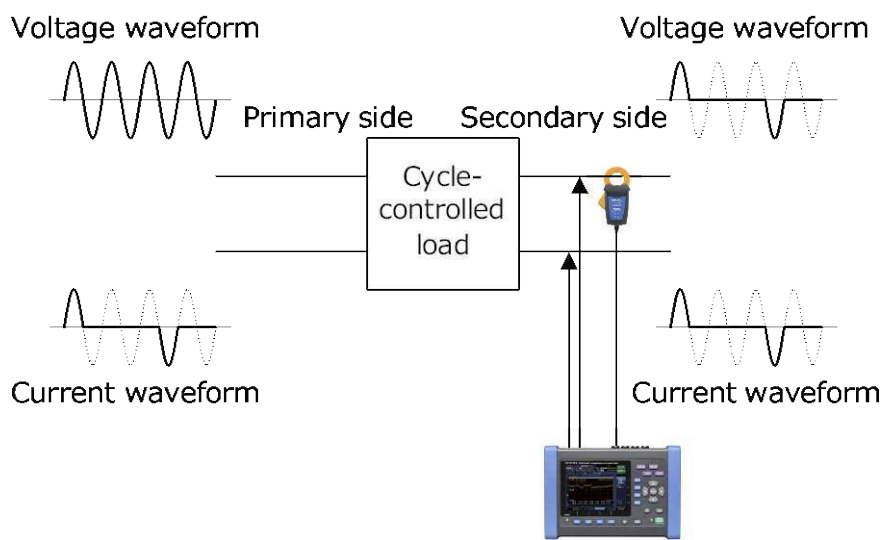 Voltage waveform
Voltage waveform
Primary side
Secondary side
Cycle-
controlled
load
Current waveform
Current waveform